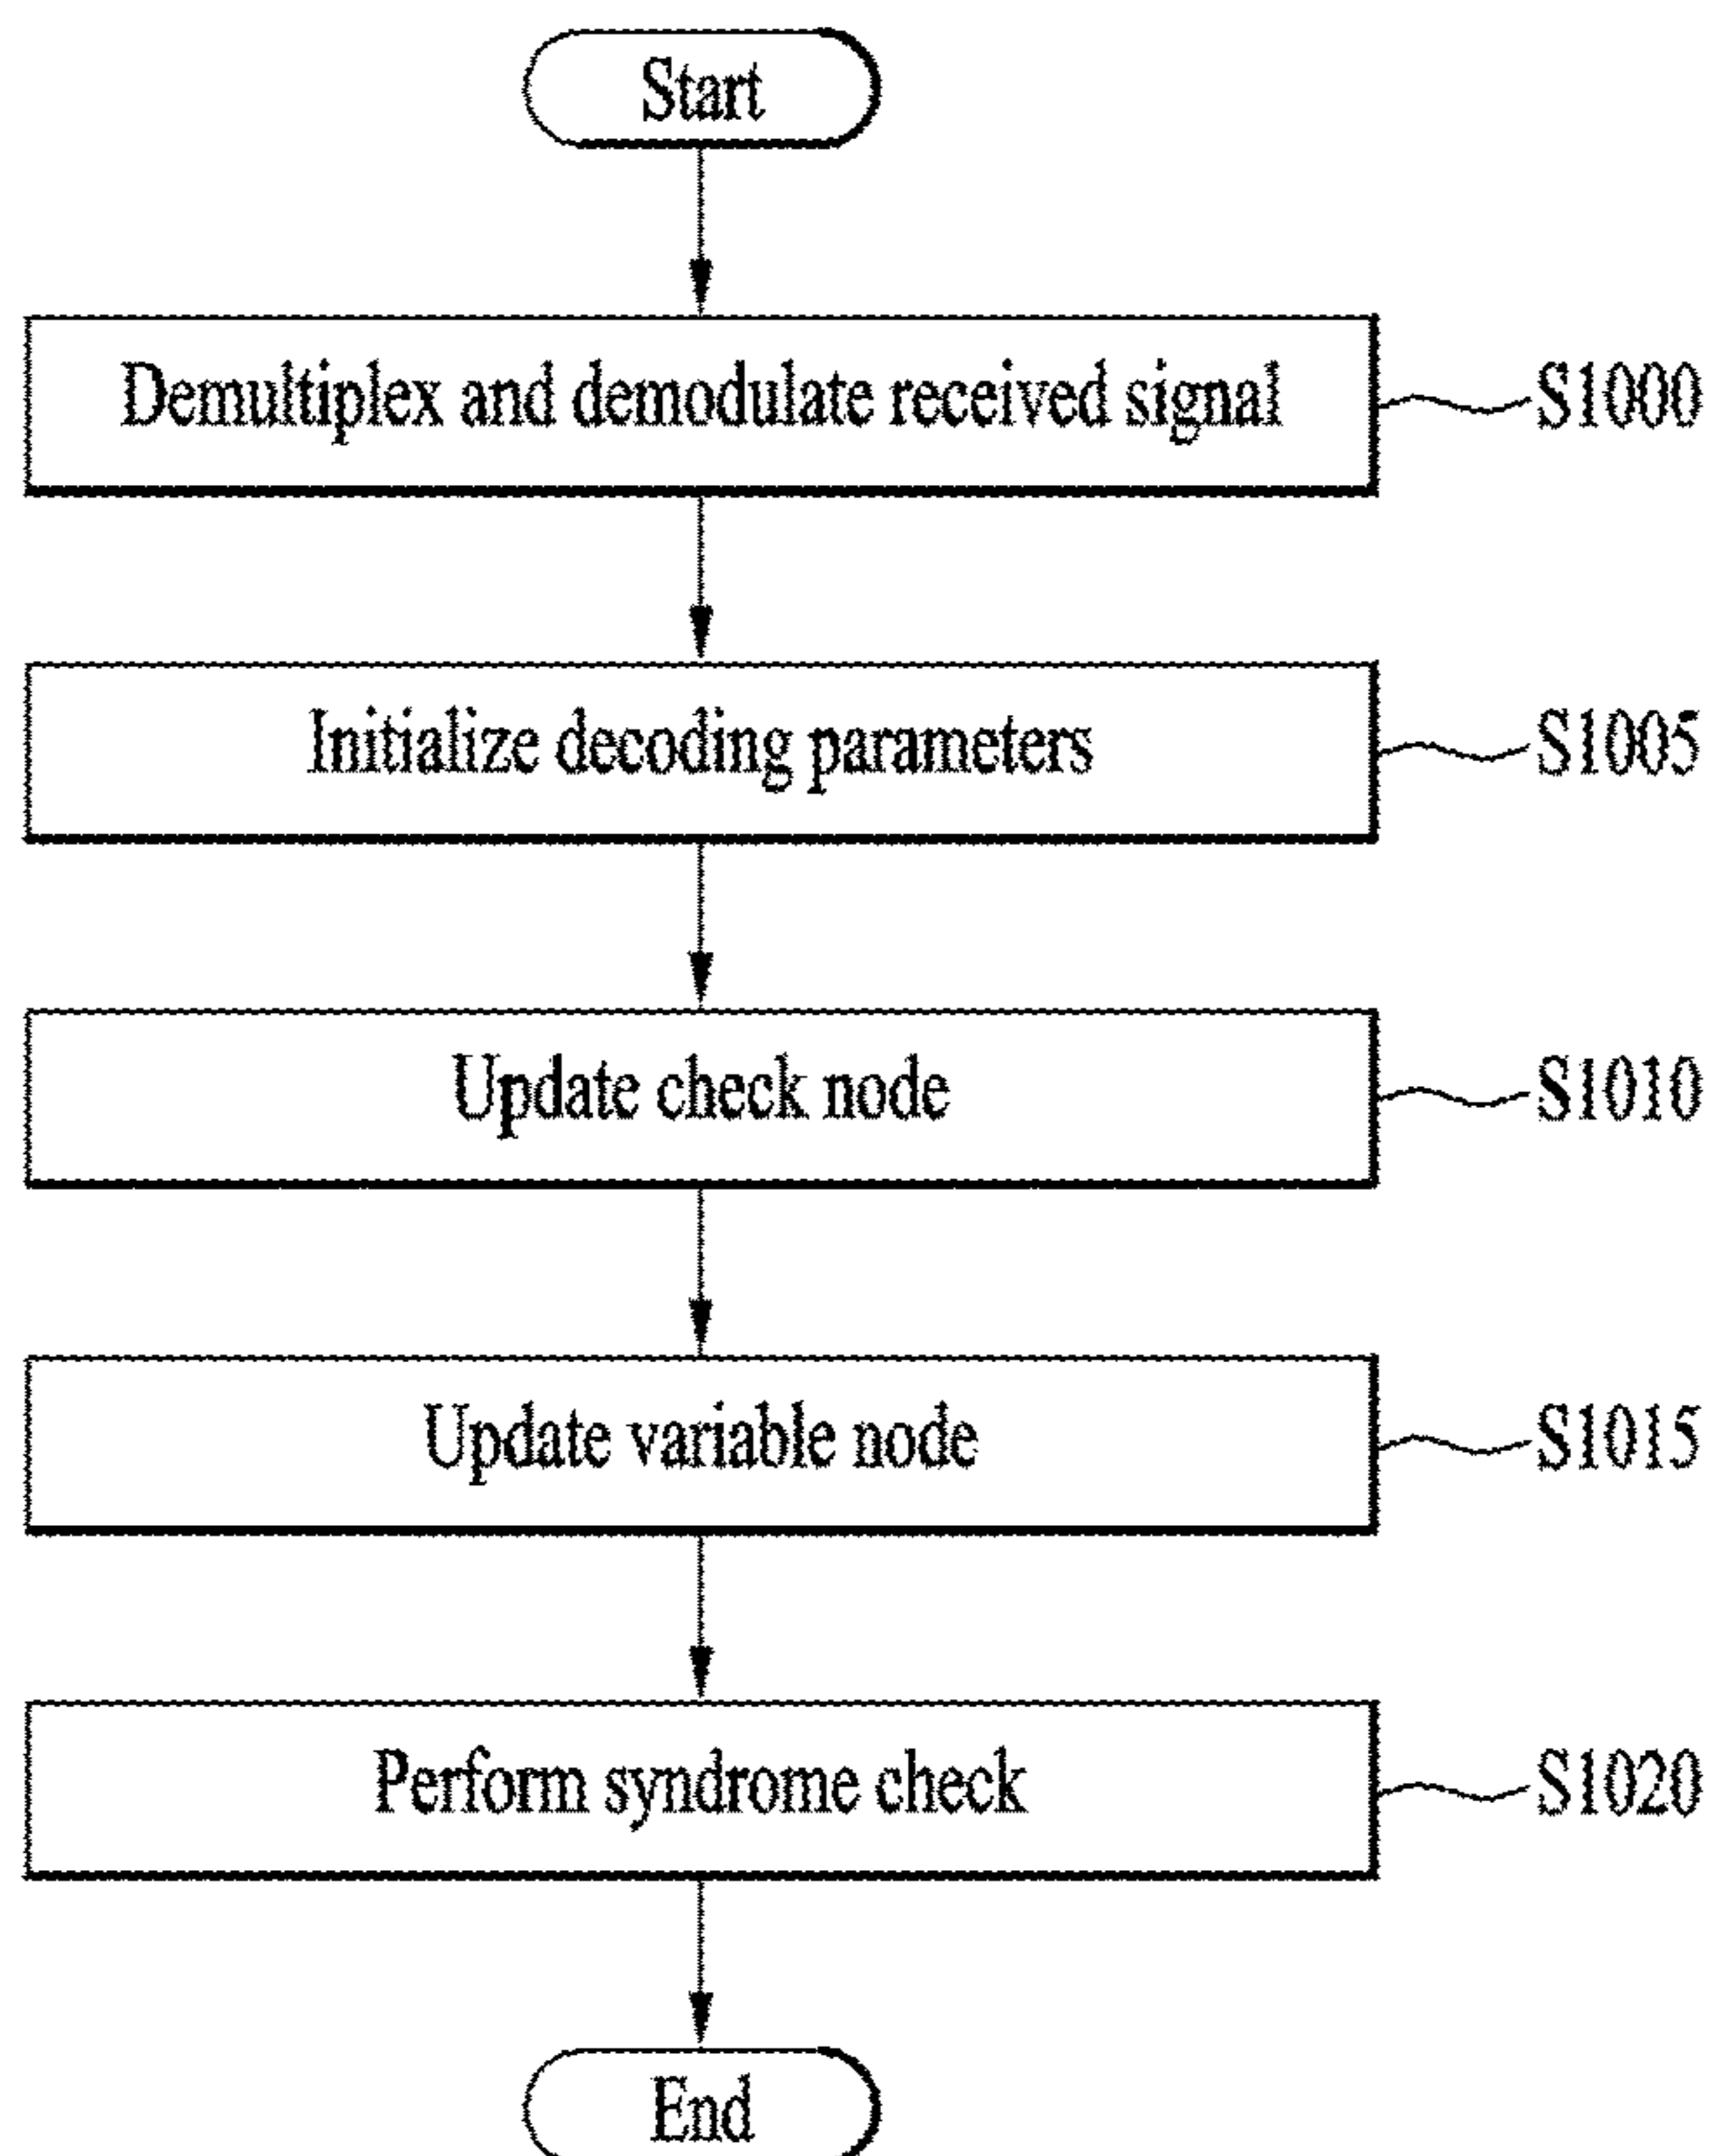 Start
Demultiplex and demodulate received signal
S1000
Initialize decoding parameters
S1005
Update check node
S1010
Update variable node
S1015
Perform syndrome check
S1020
End